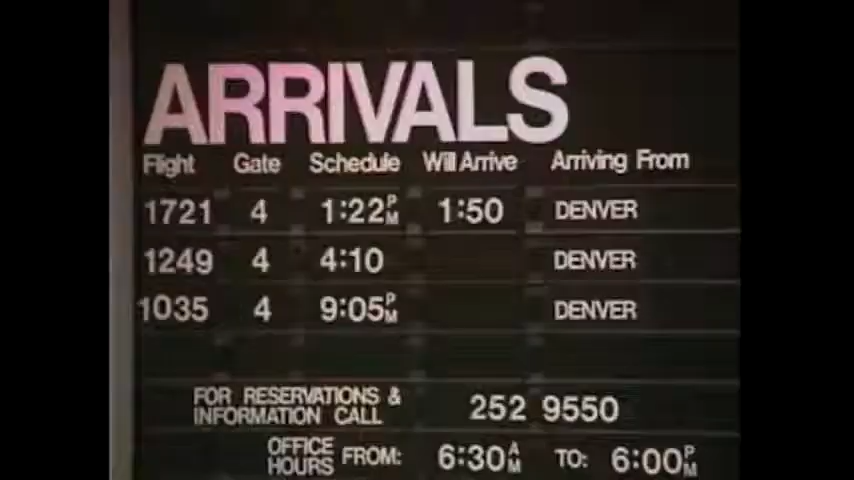 ARRIVALS
Flight Gate Schedule Will Arrive Arriving From
1721 4 1:22PM 1:50 DENVER
1249 4 4:10 DENVER
1035 4 9:05PM DENVER
FOR RESERVATIONS &
INFORMATION CALL 252 9550
OFFICE HOURS FROM: 6:30AM TO: 6:00PM